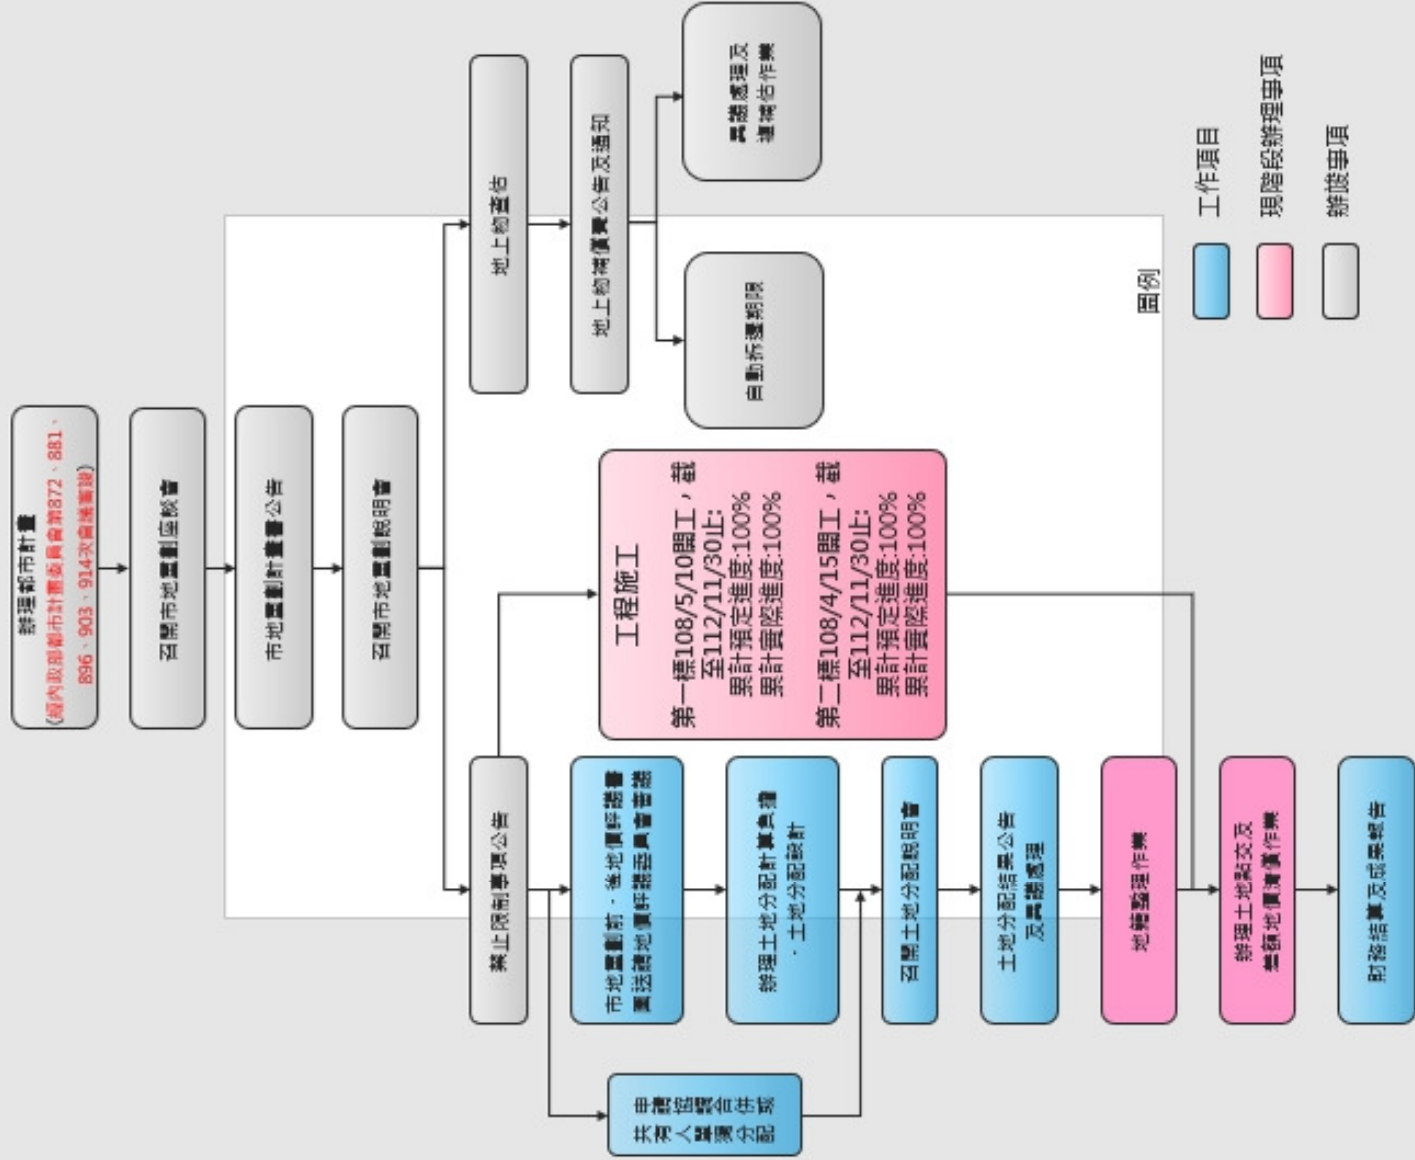 辦理都市計畫
(經內政部都市計畫委員會第872、881、
896、903、914次會議審竣)
召開市地重劃座談會
市地重劃計畫書公告
召開市地重劃說明會
禁止限制事項公告
地上物查估
地上物補償費公告及通知
自動拆遷期限
異議處理及
違補估作業
工程施工
第一標108/5/10開工，截
至112/11/30止:
累計預定進度:100%
累計實際進度:100%
第二標108/4/15開工，截
至112/11/30止:
累計預定進度:100%
累計實際進度:100%
市地重劃前、後地價評議書
圖送請地價評議委員會評議
申請協調合併或
共有人單獨分配
辦理土地分配計算負擔
、土地分配設計
召開土地分配說明會
土地分配結果公告
及異議處理
地籍整理作業
辦理土地點交及
差額地價清償作業
財務結算及成果報告
圖例
工作項目
現階段辦理事項
辦竣事項